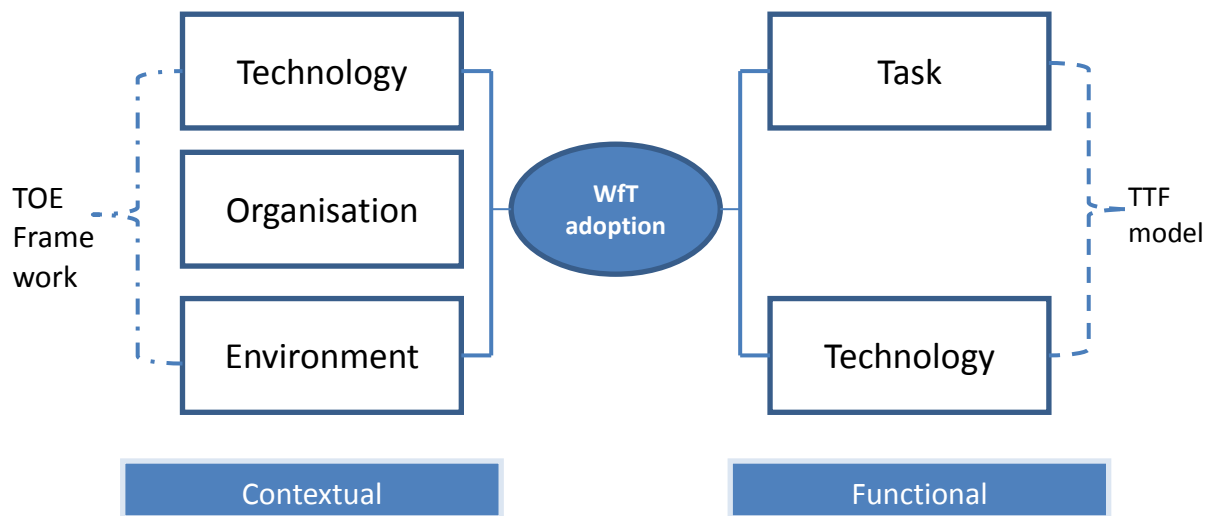 Technology
Organisation
Environment
TOE
Frame
work
WfT
adoption
Task
Technology
TTF
model
Contextual
Functional